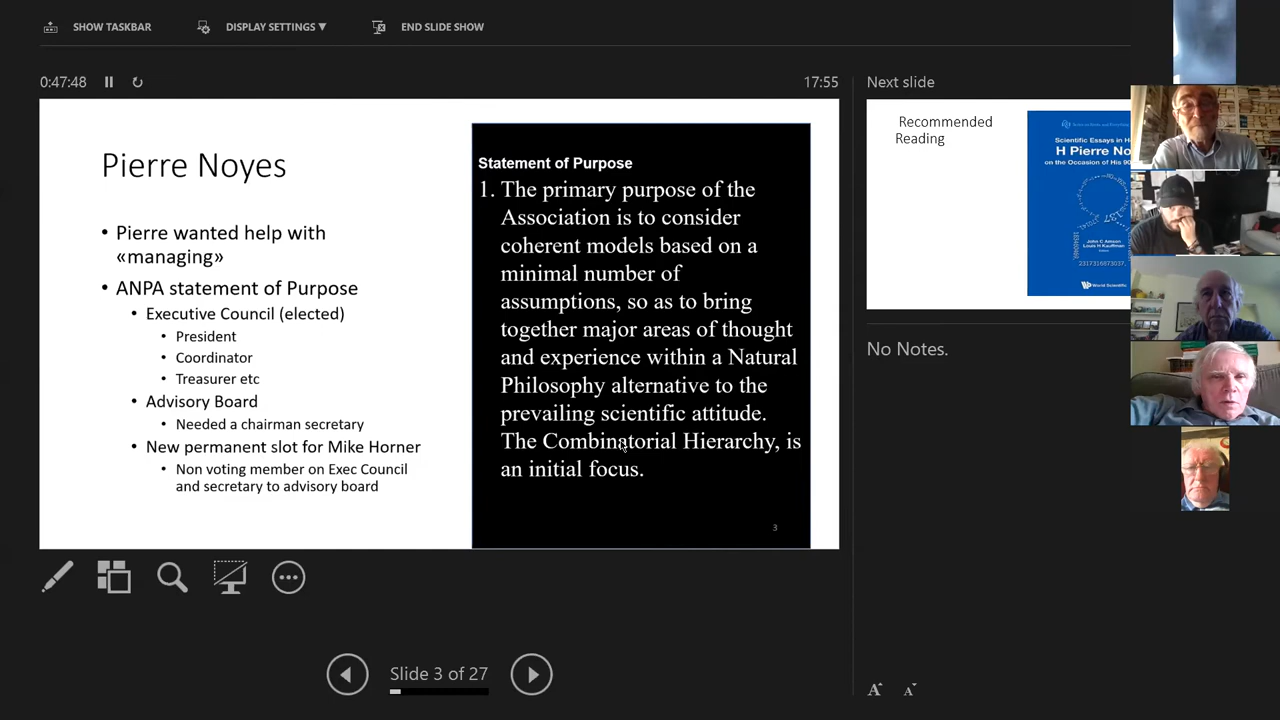 SHOW TASKBAR
DISPLAY SETTINGS ▼
END SLIDE SHOW
0:47:48
17:55
Next slide
Pierre Noyes
• Pierre wanted help with
«managing»
• ANPA statement of Purpose
• Executive Council (elected)
• President
• Coordinator
• Treasurer etc
• Advisory Board
• Needed a chairman secretary
• New permanent slot for Mike Horner
• Non voting member on Exec Council
and secretary to advisory board
Statement of Purpose
1. The primary purpose of the
Association is to consider
coherent models based on a
minimal number of
assumptions, so as to bring
together major areas of thought
and experience within a Natural
Philosophy alternative to the
prevailing scientific attitude.
The Combinatorial Hierarchy, is
an initial focus.
3
Recommended
Reading
Scientific Essays in H
H Pierre No
on the Occasion of His 90
137
John C Amson
Louis H Kauffman
World Scientific
No Notes.
Slide 3 of 27
A A